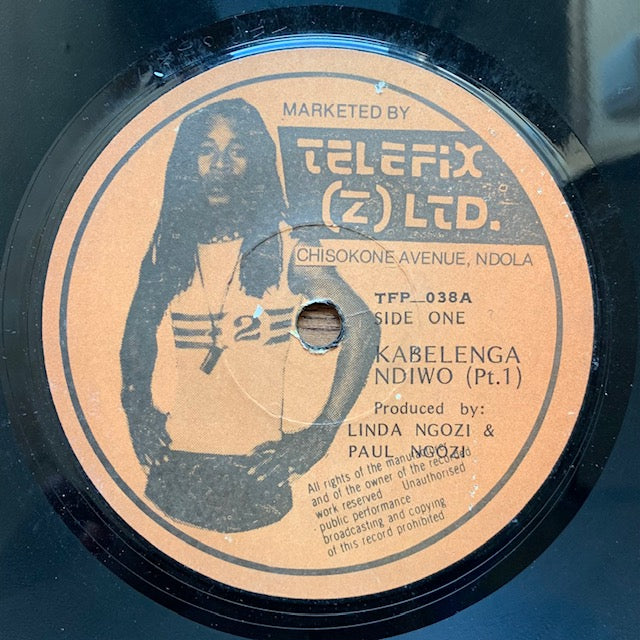 MARKETED BY
TELEFIX
(Z) LTD.
CHISOKONE AVENUE, NDOLA
TFP_038A
SIDE ONE
KABELENGA
NDIWO (Pt.1)
Produced by:
LINDA NGOZI &
PAUL NGOZI
All rights of the manufacturer
and of the owner of the recorded
work reserved Unauthorised
public performance
broadcasting and copying
of this record prohibited
2